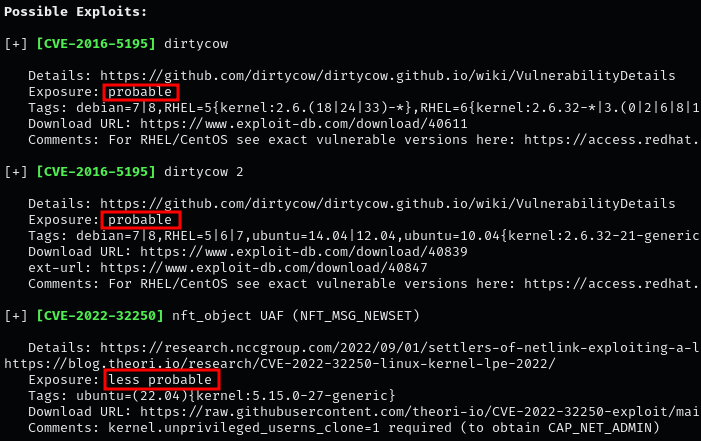 Possible Exploits:
[+] [CVE-2016-5195] dirtycow
Details: https://github.com/dirtycow/dirtycow.github.io/wiki/VulnerabilityDetails
Exposure: probable
Tags: debian=7|8,RHEL=5{kernel:2.6.(18|24|33)-*},RHEL=6{kernel:2.6.32-*|3.(0|2|6|8|1
Download URL: https://www.exploit-db.com/download/40611
Comments: For RHEL/CentOS see exact vulnerable versions here: https://access.redhat.
[+] [CVE-2016-5195] dirtycow 2
Details: https://github.com/dirtycow/dirtycow.github.io/wiki/VulnerabilityDetails
Exposure: probable
Tags: debian=7|8,RHEL=5|6|7,ubuntu=14.04|12.04,ubuntu=10.04{kernel:2.6.32-21-generic
Download URL: https://www.exploit-db.com/download/40839
ext-url: https://www.exploit-db.com/download/40847
Comments: For RHEL/CentOS see exact vulnerable versions here: https://access.redhat.
[+] [CVE-2022-32250] nft_object UAF (NFT_MSG_NEWSET)
Details: https://research.nccgroup.com/2022/09/01/settlers-of-netlink-exploiting-a-l
https://blog.theori.io/research/CVE-2022-32250-linux-kernel-lpe-2022/
Exposure: less probable
Tags: ubuntu=(22.04){kernel:5.15.0-27-generic}
Download URL: https://raw.githubusercontent.com/theori-io/CVE-2022-32250-exploit/mai
Comments: kernel.unprivileged_userns_clone=1 required (to obtain CAP_NET_ADMIN)